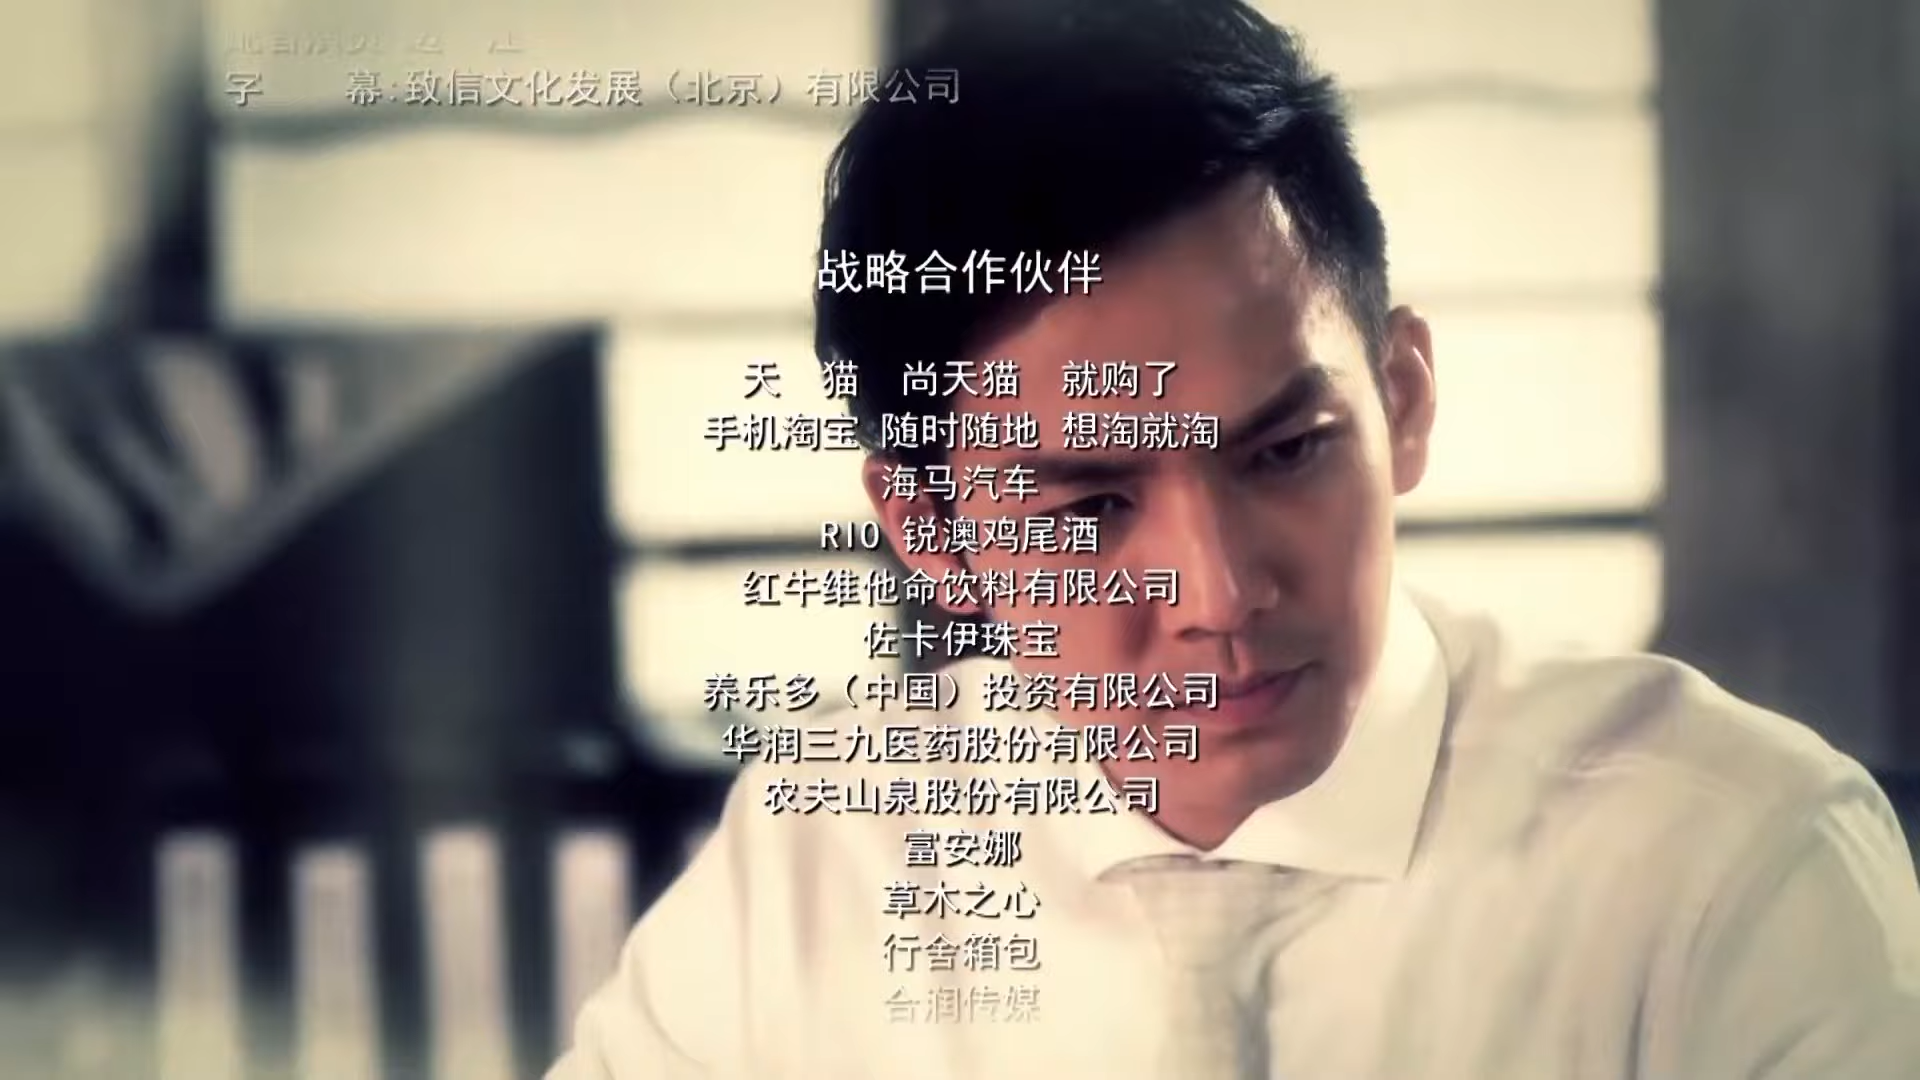 字 幕:致信文化发展（北京）有限公司
战略合作伙伴
天 猫 尚天猫 就购了
手机淘宝 随时随地 想淘就淘
海马汽车
RIO 锐澳鸡尾酒
红牛维他命饮料有限公司
佐卡伊珠宝
养乐多（中国）投资有限公司
华润三九医药股份有限公司
农夫山泉股份有限公司
富安娜
草木之心
行舍箱包
合润传媒